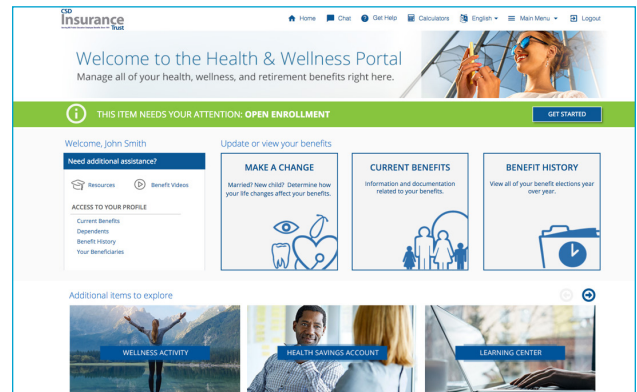 CSD
Insurance
Trust
Home Chat Get Help Calculators English Main Menu Logout
Welcome to the Health & Wellness Portal
Manage all of your health, wellness, and retirement benefits right here.
THIS ITEM NEEDS YOUR ATTENTION: OPEN ENROLLMENT
GET STARTED
Welcome, John Smith
Need additional assistance?
Resources Benefit Videos
ACCESS TO YOUR PROFILE
Current Benefits
Dependents
Benefit History
Your Beneficiaries
Update or view your benefits
MAKE A CHANGE
Married? New child? Determine how
your life changes affect your benefits.
CURRENT BENEFITS
Information and documentation
related to your benefits.
BENEFIT HISTORY
View all of your benefit elections year
over year.
Additional items to explore
WELLNESS ACTIVITY
HEALTH SAVINGS ACCOUNT
LEARNING CENTER